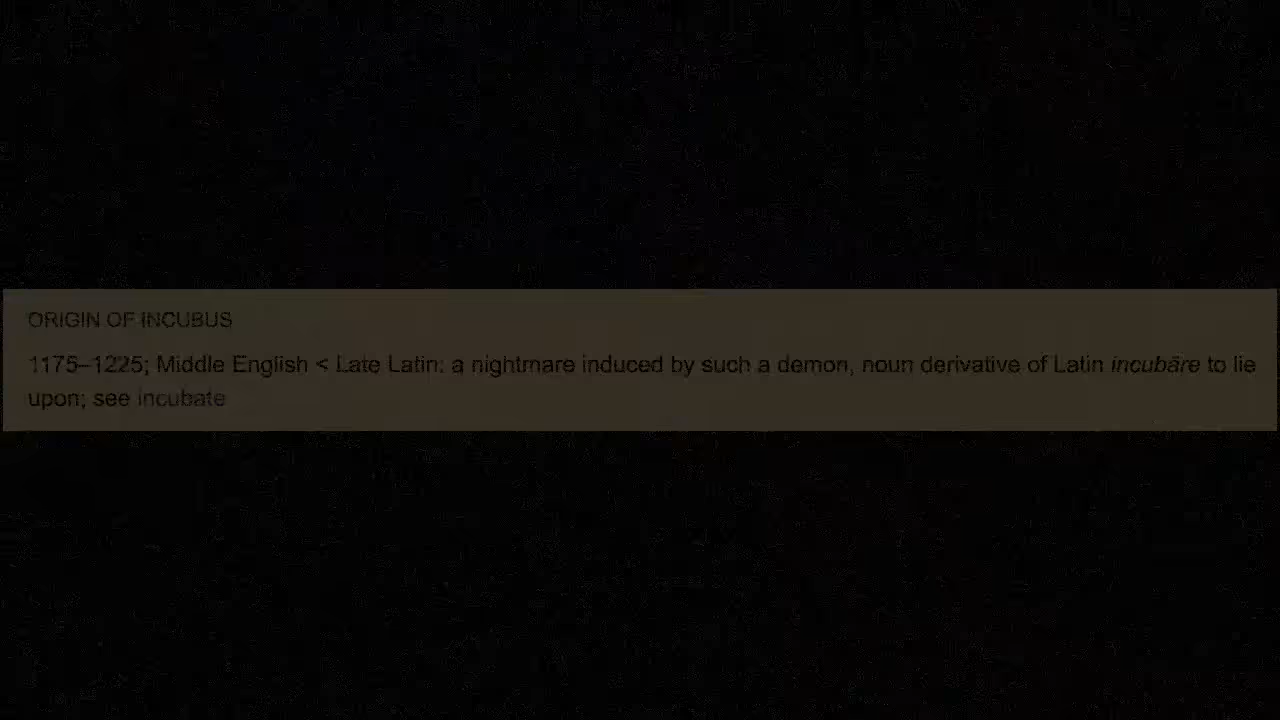 ORIGIN OF INCUBUS
1175–1225; Middle English < Late Latin: a nightmare induced by such a demon, noun derivative of Latin incubāre to lie
upon; see incubate